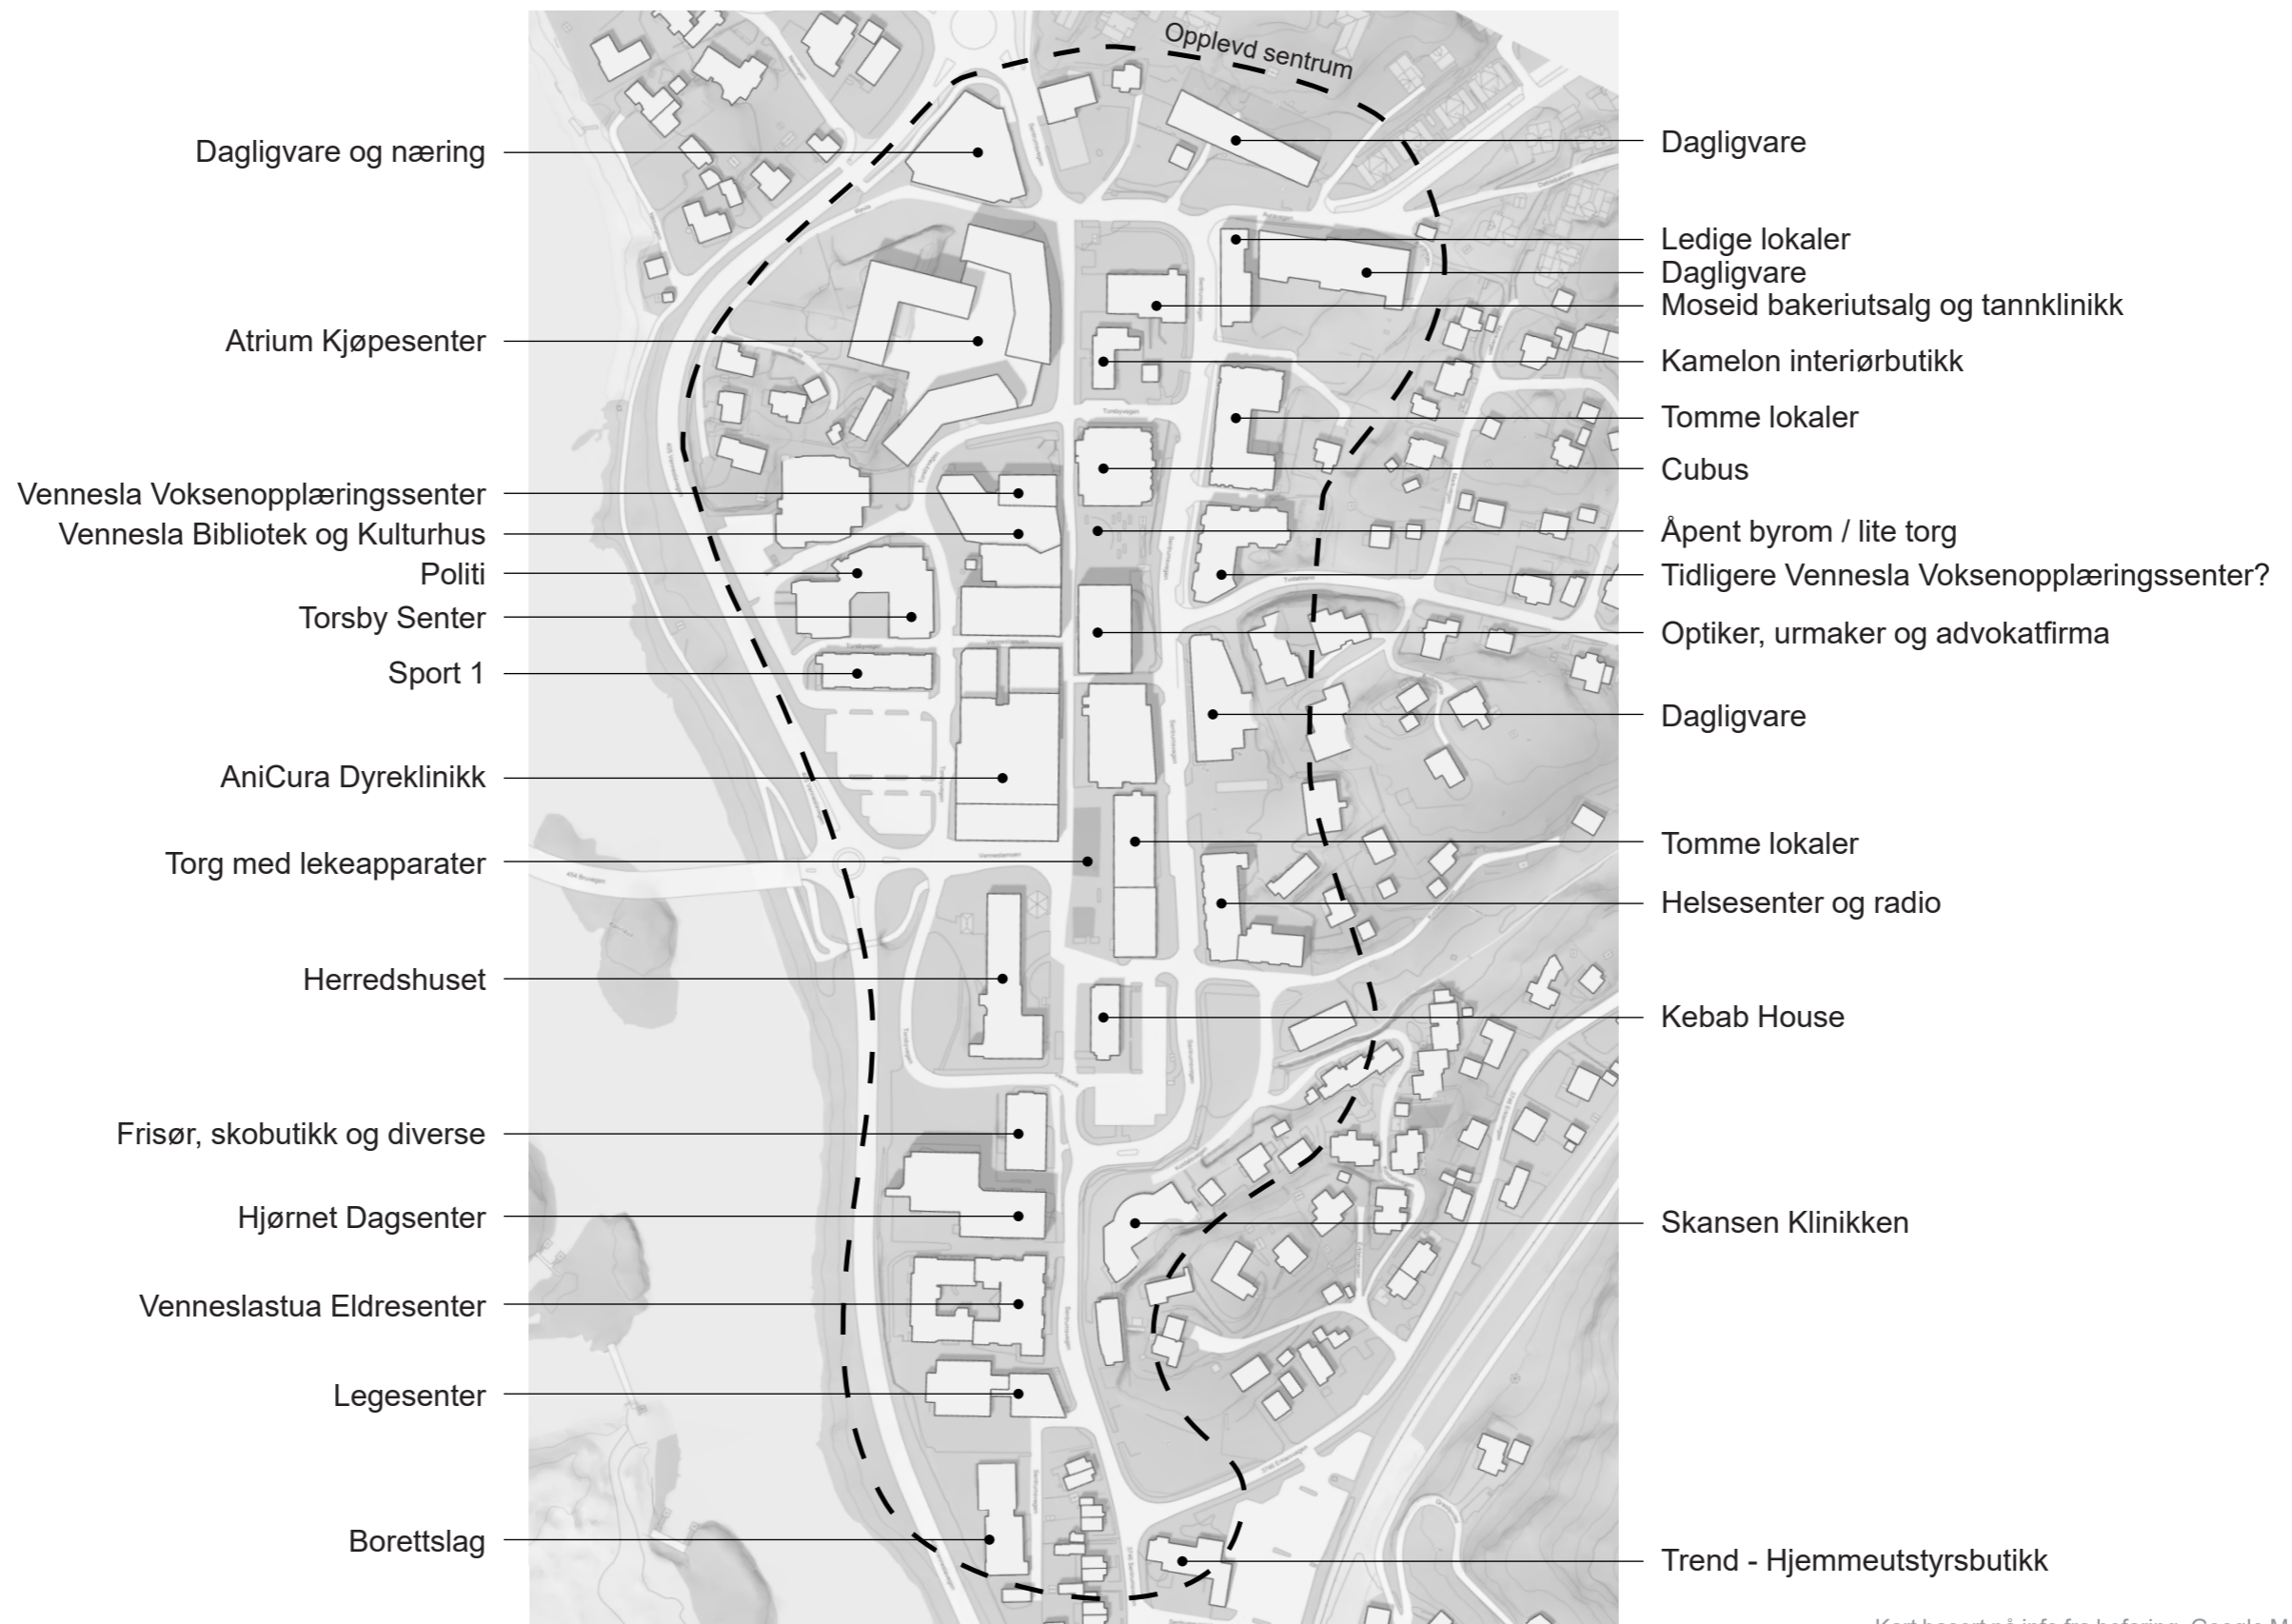 Opplevd sentrum
Dagligvare og næring
Atrium Kjøpesenter
Vennesla Voksenopplæringssenter
Vennesla Bibliotek og Kulturhus
Politi
Torsby Senter
Sport 1
AniCura Dyreklinikk
Torg med lekeapparater
Herredshuset
Frisør, skobutikk og diverse
Hjørnet Dagsenter
Venneslastua Eldresenter
Legesenter
Borettslag
Dagligvare
Ledige lokaler
Dagligvare
Moseid bakeriutsalg og tannklinikk
Kamelon interiørbutikk
Tomme lokaler
Cubus
Åpent byrom / lite torg
Tidligere Vennesla Voksenopplæringssenter?
Optiker, urmaker og advokatfirma
Dagligvare
Tomme lokaler
Helsesenter og radio
Kebab House
Skansen Klinikken
Trend - Hjemmeutstyrsbutikk